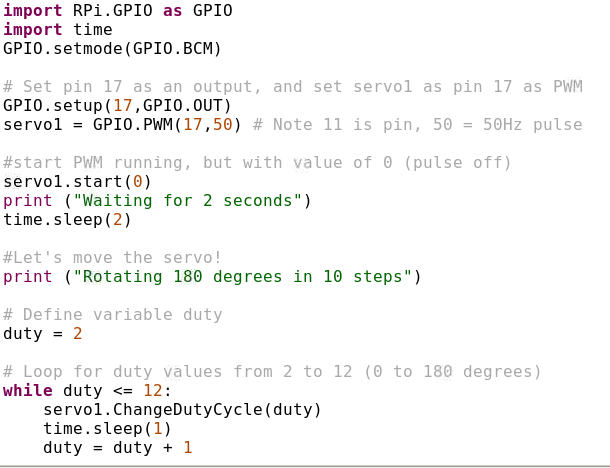 import RPi.GPIO as GPIO
import time
GPIO.setmode(GPIO.BCM)
# Set pin 17 as an output, and set servo1 as pin 17 as PWM
GPIO.setup(17,GPIO.OUT)
servo1 = GPIO.PWM(17,50) # Note 11 is pin, 50 = 50Hz pulse
#start PWM running, but with value of 0 (pulse off)
servo1.start(0)
print ("Waiting for 2 seconds")
time.sleep(2)
#Let's move the servo!
print ("Rotating 180 degrees in 10 steps")
# Define variable duty
duty = 2
# Loop for duty values from 2 to 12 (0 to 180 degrees)
while duty <= 12:
    servo1.ChangeDutyCycle(duty)
    time.sleep(1)
    duty = duty + 1